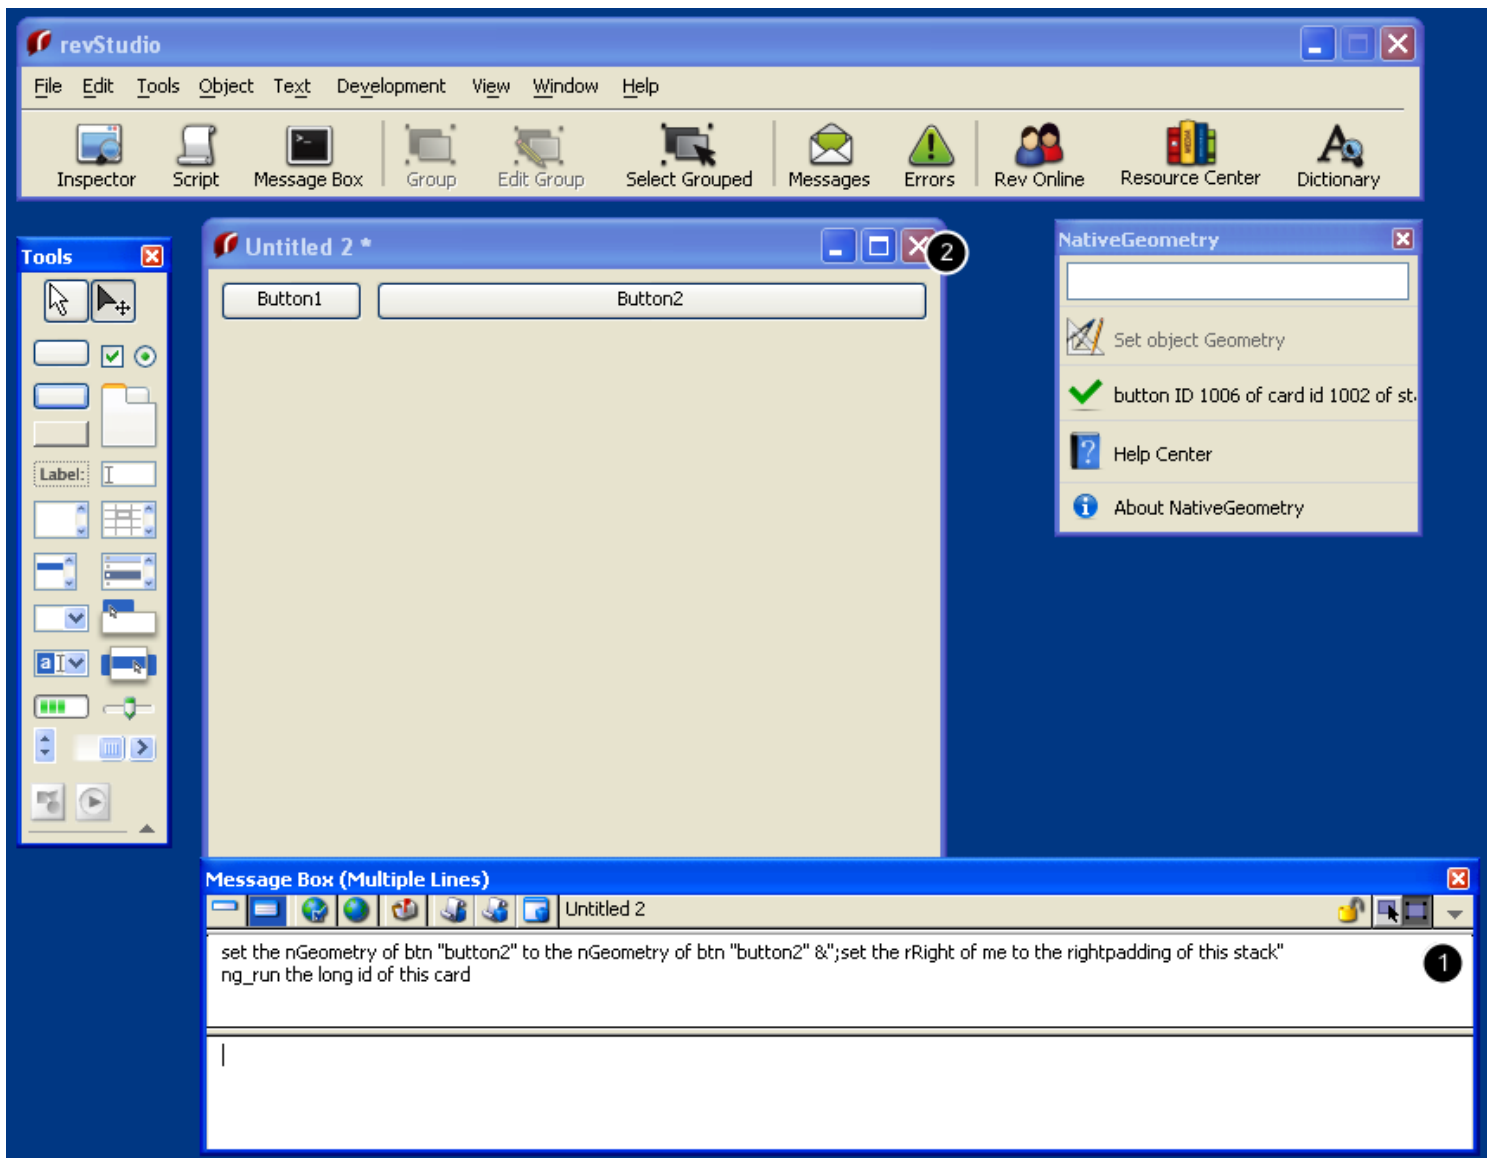 revStudio
File Edit Tools Object Text Development View Window Help
Inspector Script Message Box Group Edit Group Select Grouped Messages Errors Rev Online Resource Center Dictionary
Tools
Label:
a
Untitled 2 *
2
Button1 Button2
NativeGeometry
Set object Geometry
button ID 1006 of card id 1002 of st.
Help Center
About NativeGeometry
Message Box (Multiple Lines)
Untitled 2
set the nGeometry of btn "button2" to the nGeometry of btn "button2" &";set the rRight of me to the rightpadding of this stack"
ng_run the long id of this card
1